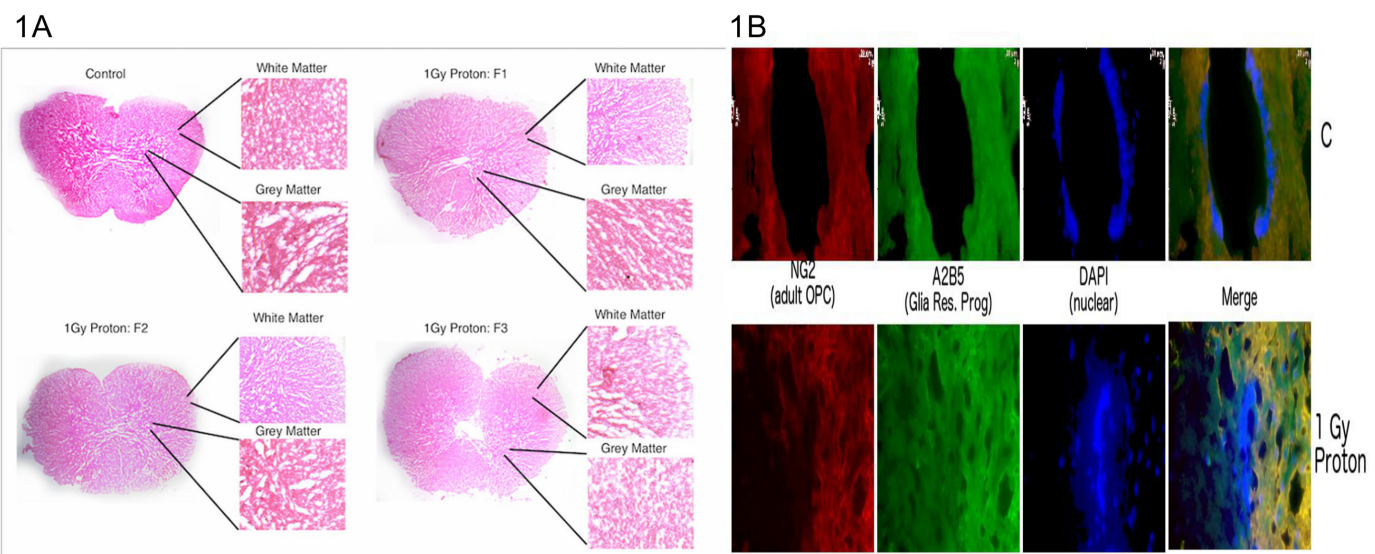 1A
1B
Control
White Matter
Grey Matter
1Gy Proton: F1
White Matter
Grey Matter
1Gy Proton: F2
White Matter
Grey Matter
1Gy Proton: F3
White Matter
Grey Matter
C
NG2
(adult OPC)
A2B5
(Glia Res. Prog)
DAPI
(nuclear)
Merge
1 Gy
Proton